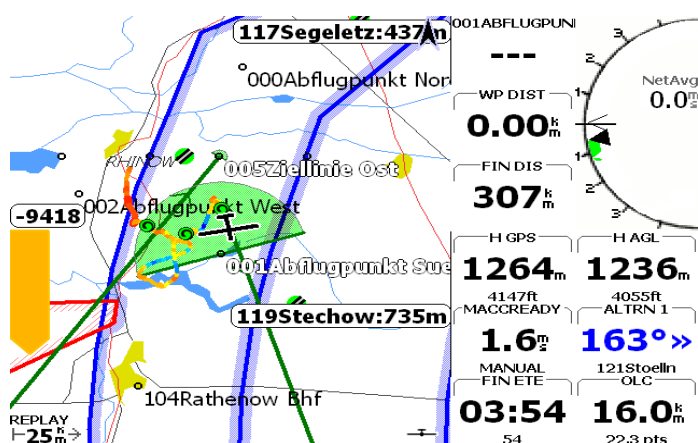 117Segeletz:437m
000Abflugpunkt Nor
RHINOW
005Ziellinie Ost
002Abflugpunkt West
-9418
001Abflugpunkt Sue
119Stechow:735m
104Rathenow Bhf
REPLAY
25km
001ABFLUGPUN
---
WP DIST
0.00km
FIN DIS
307km
H GPS
1264m
4147ft
H AGL
1236m
4055ft
MACCREADY
1.6m/s
MANUAL
ALTRN 1
163°»
121Stoelln
FIN ETE
03:54
54
OLC
16.0km
22.3 pts
NetAvg
0.0m/s
3
2
1
1
2
3